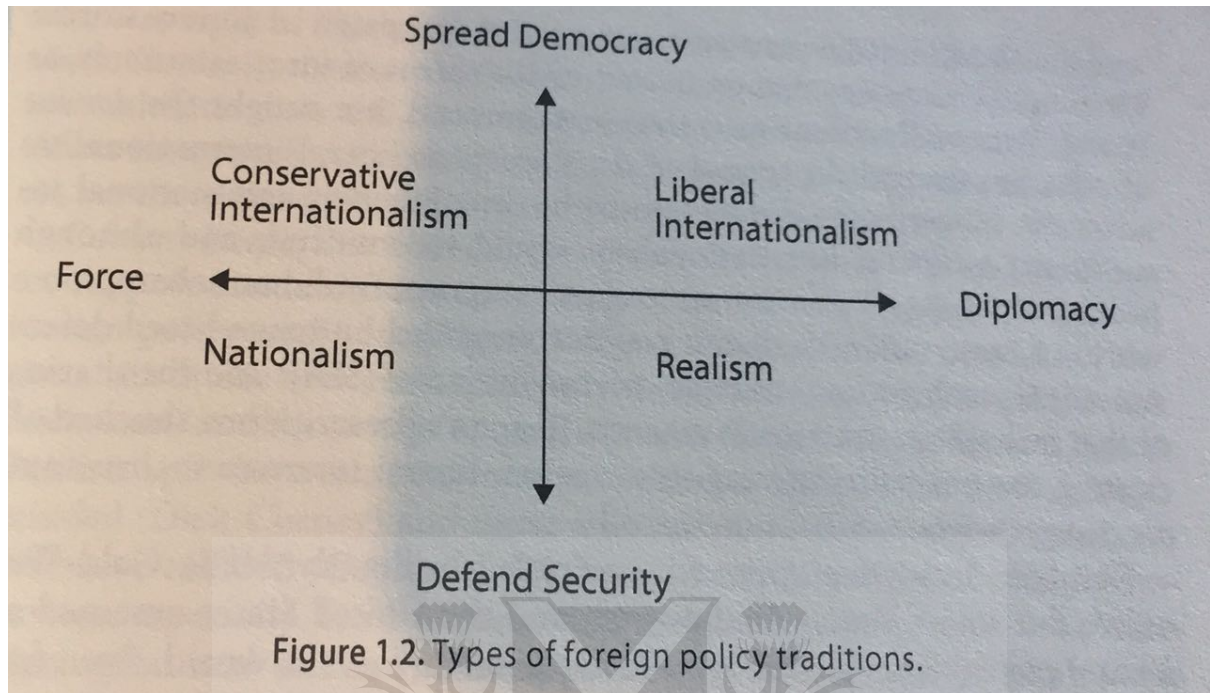 Spread Democracy
Conservative
Internationalism
Liberal
Internationalism
Force
Diplomacy
Nationalism
Realism
Defend Security
Figure 1.2. Types of foreign policy traditions.